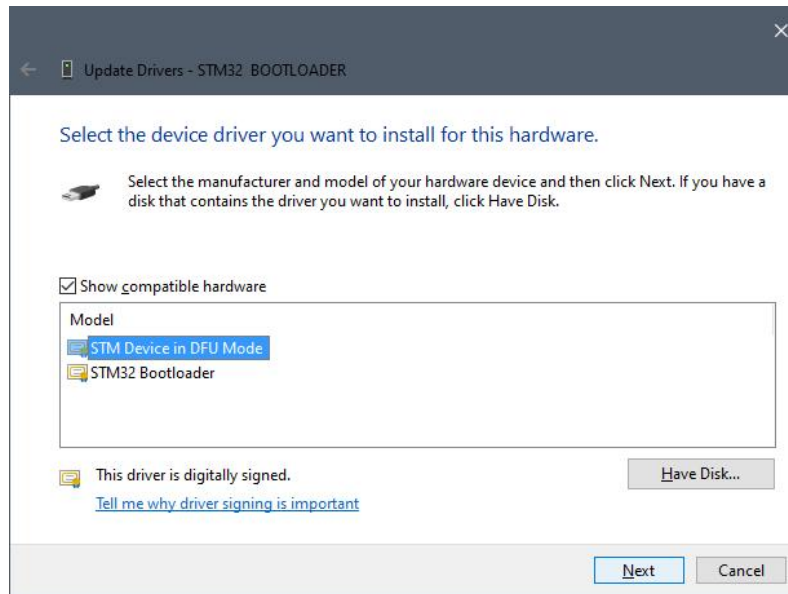 Update Drivers - STM32 BOOTLOADER
Select the device driver you want to install for this hardware.
Select the manufacturer and model of your hardware device and then click Next. If you have a
disk that contains the driver you want to install, click Have Disk.
Show compatible hardware
Model
STM Device in DFU Mode
STM32 Bootloader
This driver is digitally signed.
Have Disk...
Tell me why driver signing is important
Next
Cancel